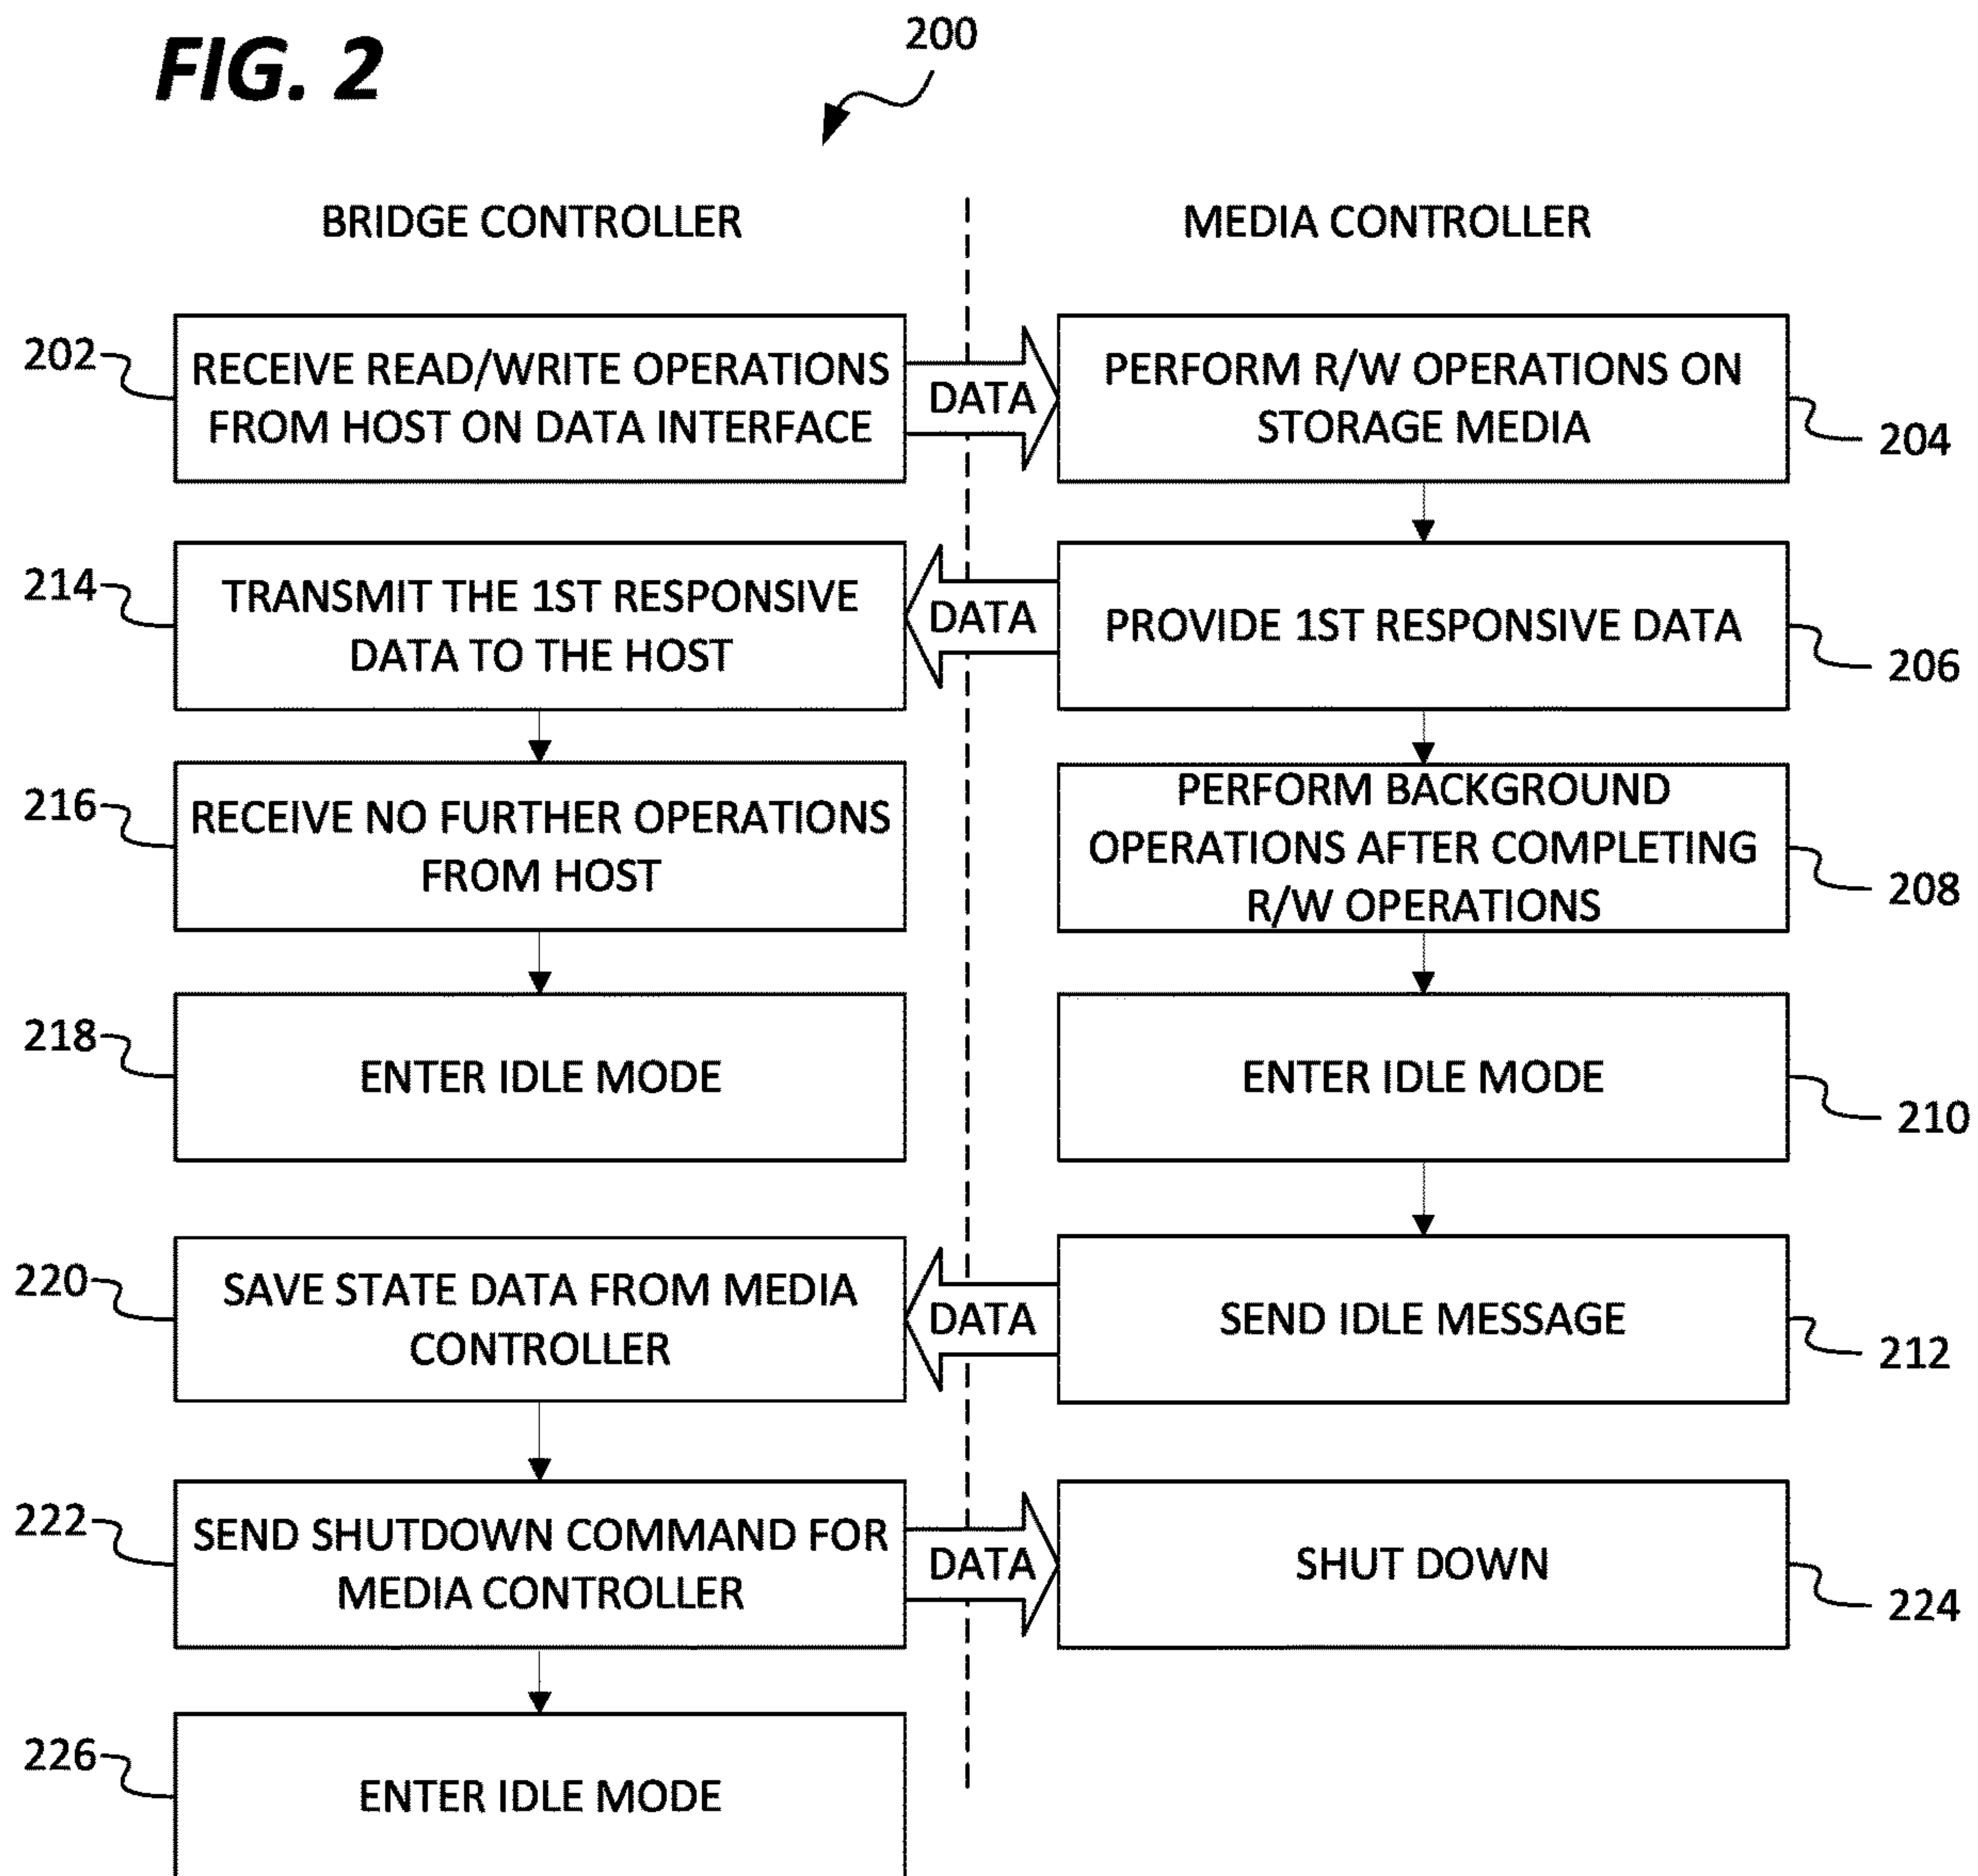 FIG. 2
200
BRIDGE CONTROLLER
MEDIA CONTROLLER
202
RECEIVE READ/WRITE OPERATIONS
FROM HOST ON DATA INTERFACE
DATA
PERFORM R/W OPERATIONS ON
STORAGE MEDIA
204
214
TRANSMIT THE 1ST RESPONSIVE
DATA TO THE HOST
DATA
PROVIDE 1ST RESPONSIVE DATA
206
216
RECEIVE NO FURTHER OPERATIONS
FROM HOST
PERFORM BACKGROUND
OPERATIONS AFTER COMPLETING
R/W OPERATIONS
208
218
ENTER IDLE MODE
ENTER IDLE MODE
210
220
SAVE STATE DATA FROM MEDIA
CONTROLLER
DATA
SEND IDLE MESSAGE
212
222
SEND SHUTDOWN COMMAND FOR
MEDIA CONTROLLER
DATA
SHUT DOWN
224
226
ENTER IDLE MODE